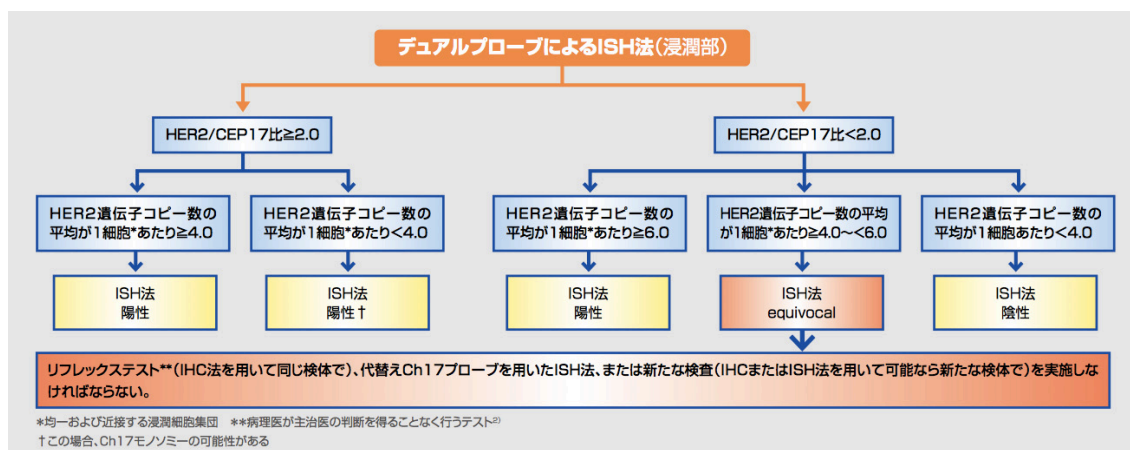 デュアルプローブによるISH法(浸潤部)
HER2/CEP17比≧2.0
HER2/CEP17比<2.0
HER2遺伝子コピー数の
平均が1細胞*あたり≧4.0
HER2遺伝子コピー数の
平均が1細胞*あたり<4.0
HER2遺伝子コピー数の
平均が1細胞*あたり≧6.0
HER2遺伝子コピー数の平均
が1細胞*あたり≧4.0〜<6.0
HER2遺伝子コピー数の
平均が1細胞あたり<4.0
ISH法
陽性
ISH法
陽性†
ISH法
陽性
ISH法
equivocal
ISH法
陰性
リフレックステスト**(IHC法を用いて同じ検体で)、代替えCh17プローブを用いたISH法、または新たな検査(IHCまたはISH法を用いて可能なら新たな検体で)を実施しな
ければならない。
*均一および近接する浸潤細胞集団 **病理医が主治医の判断を得ることなく行うテスト2)
†この場合、Ch17モノソミーの可能性がある